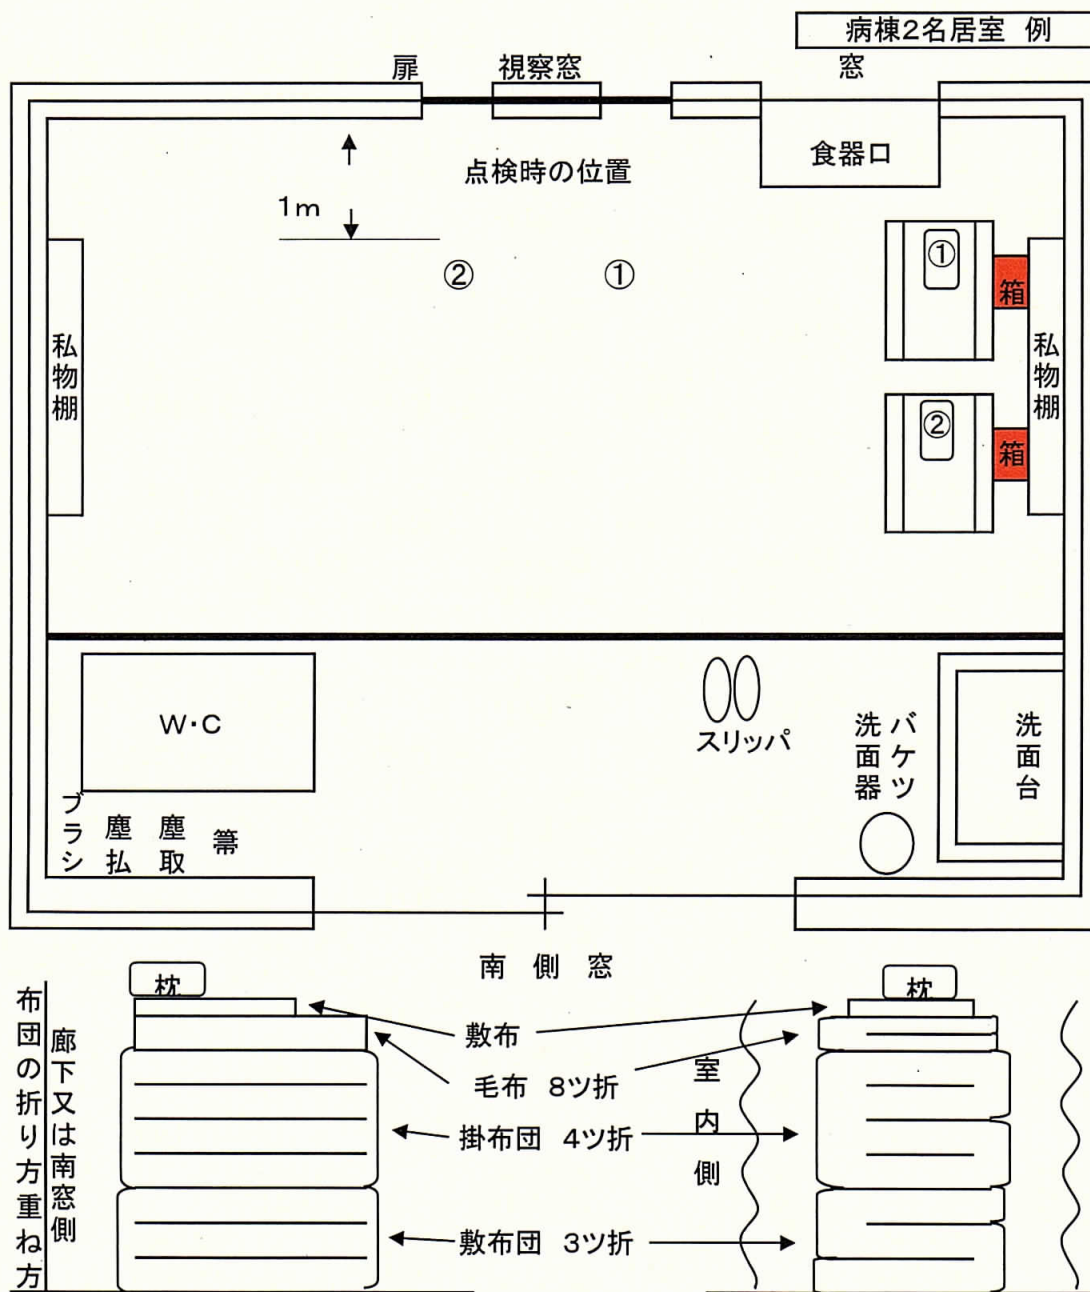 病棟2名居室 例
扉
視察窓
窓
食器口
点検時の位置
1m
②
①
①
箱
②
箱
私物棚
私物棚
W・C
スリッパ
洗面器
バケツ
洗面台
ブラシ
塵払
塵取
箒
南側窓
枕
枕
敷布
毛布 8ツ折
掛布団 4ツ折
敷布団 3ツ折
室内側
布団の折り方重ね方
廊下又は南窓側